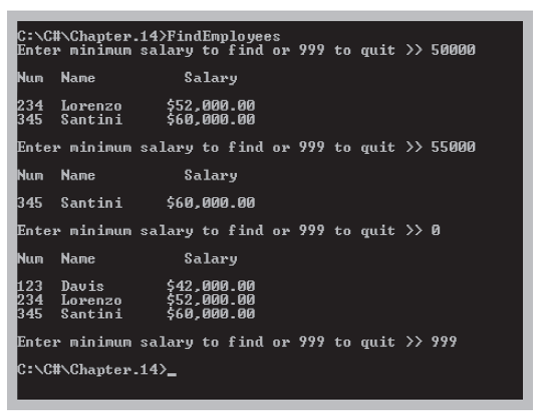 C:\C#\Chapter.14>FindEmployees
Enter minimum salary to find or 999 to quit >> 50000
Num  Name          Salary
234  Lorenzo     $52,000.00
345  Santini     $60,000.00
Enter minimum salary to find or 999 to quit >> 55000
Num  Name          Salary
345  Santini     $60,000.00
Enter minimum salary to find or 999 to quit >> 0
Num  Name          Salary
123  Davis       $42,000.00
234  Lorenzo     $52,000.00
345  Santini     $60,000.00
Enter minimum salary to find or 999 to quit >> 999
C:\C#\Chapter.14>_